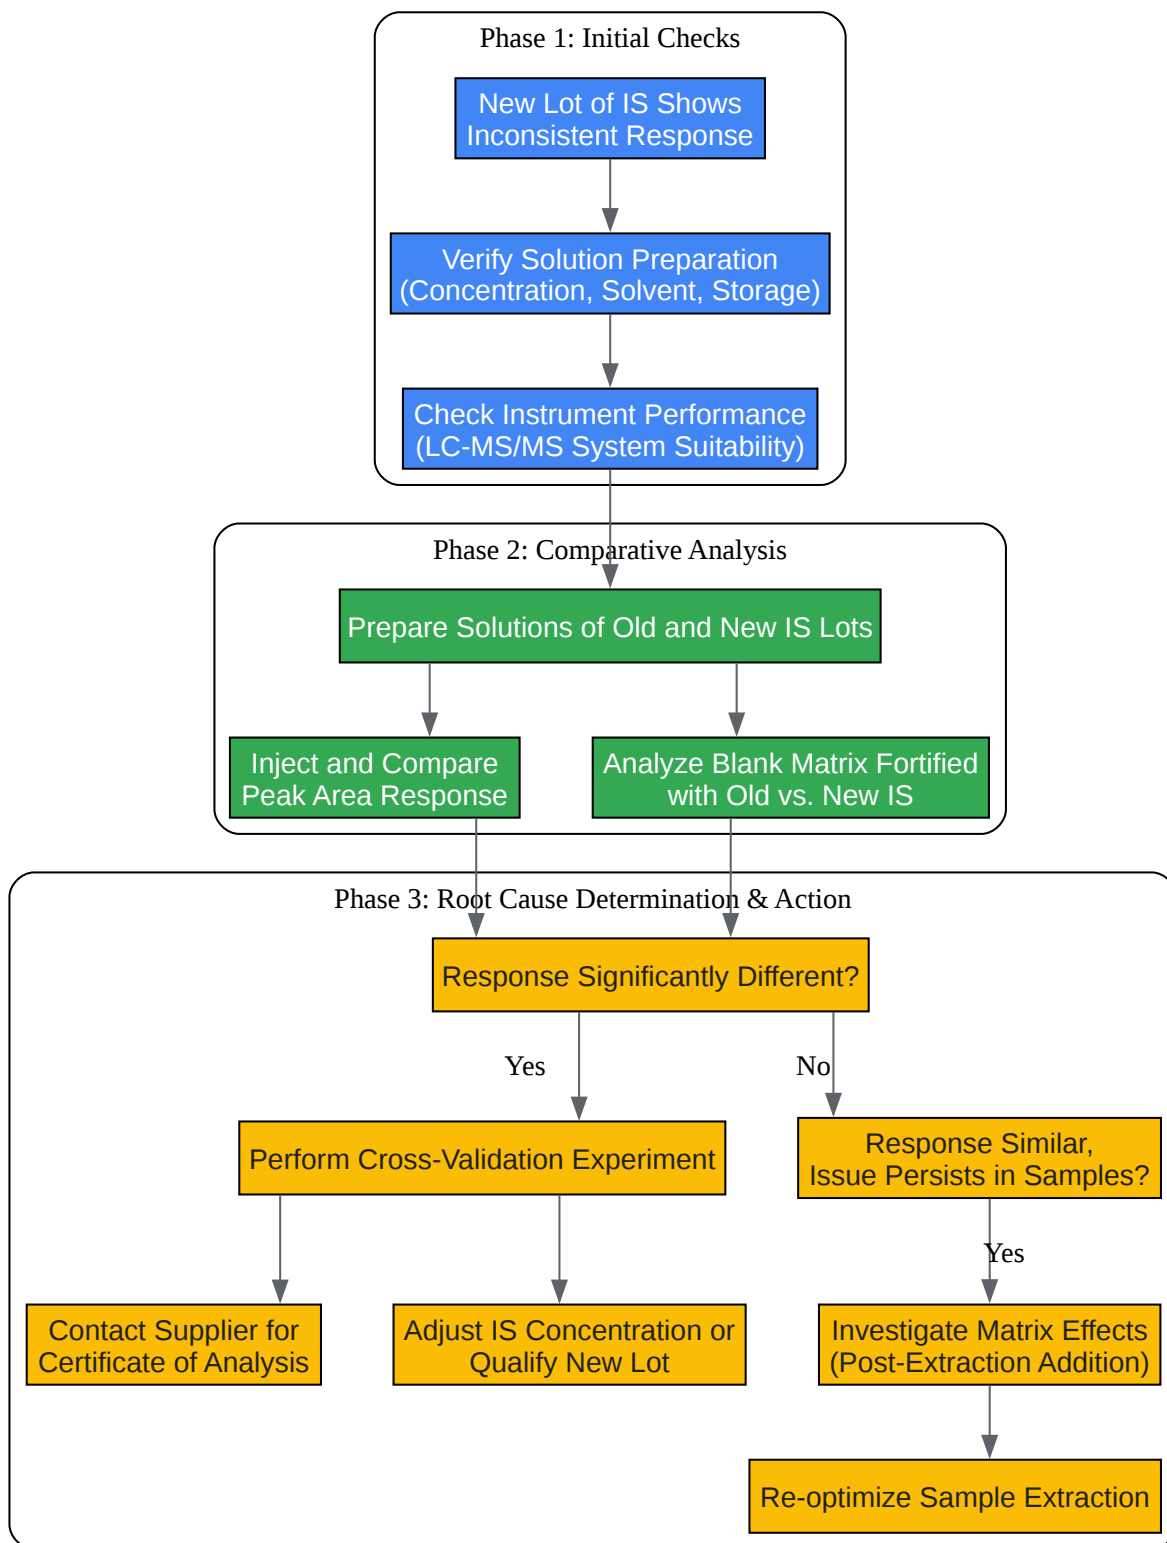 Phase 1: Initial Checks
New Lot of IS Shows
Inconsistent Response
Verify Solution Preparation
(Concentration, Solvent, Storage)
Check Instrument Performance
(LC-MS/MS System Suitability)
Phase 2: Comparative Analysis
Prepare Solutions of Old and New IS Lots
Inject and Compare
Peak Area Response
Analyze Blank Matrix Fortified
with Old vs. New IS
Phase 3: Root Cause Determination & Action
Response Significantly Different?
Yes
No
Perform Cross-Validation Experiment
Response Similar,
Issue Persists in Samples?
Yes
Contact Supplier for
Certificate of Analysis
Adjust IS Concentration or
Qualify New Lot
Investigate Matrix Effects
(Post-Extraction Addition)
Re-optimize Sample Extraction